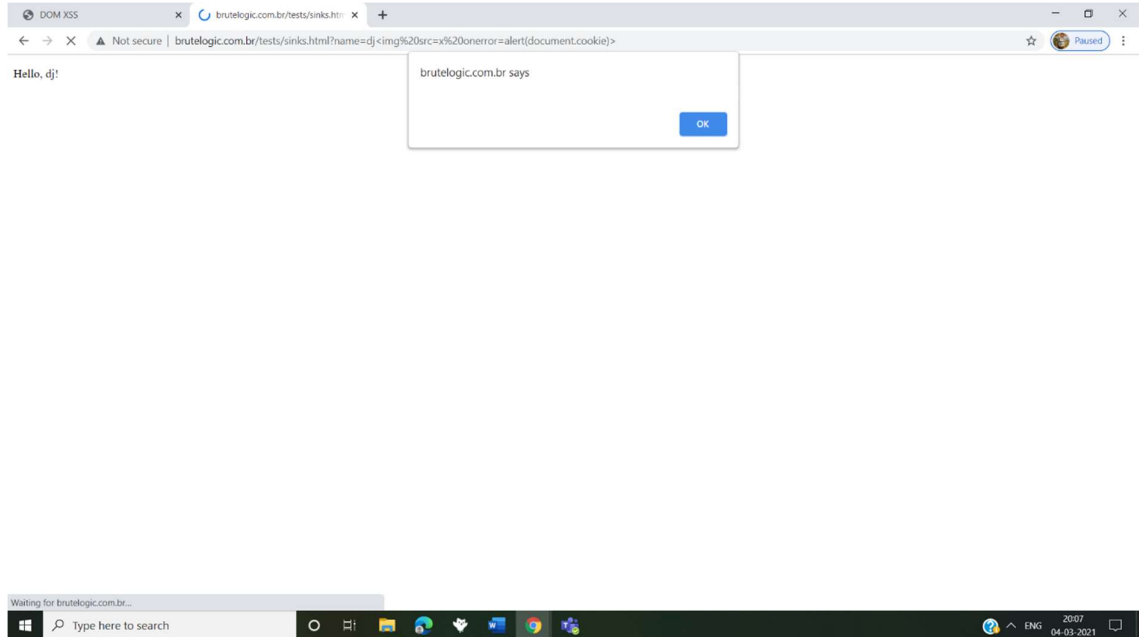 DOM XSS
brutelogic.com.br/tests/sinks.htm
Not secure | brutelogic.com.br/tests/sinks.html?name=dj<img%20src=x%20onerror=alert(document.cookie)>
Paused
Hello, dj!
brutelogic.com.br says
OK
Waiting for brutelogic.com.br...
Type here to search
ENG
20:07
04-03-2021